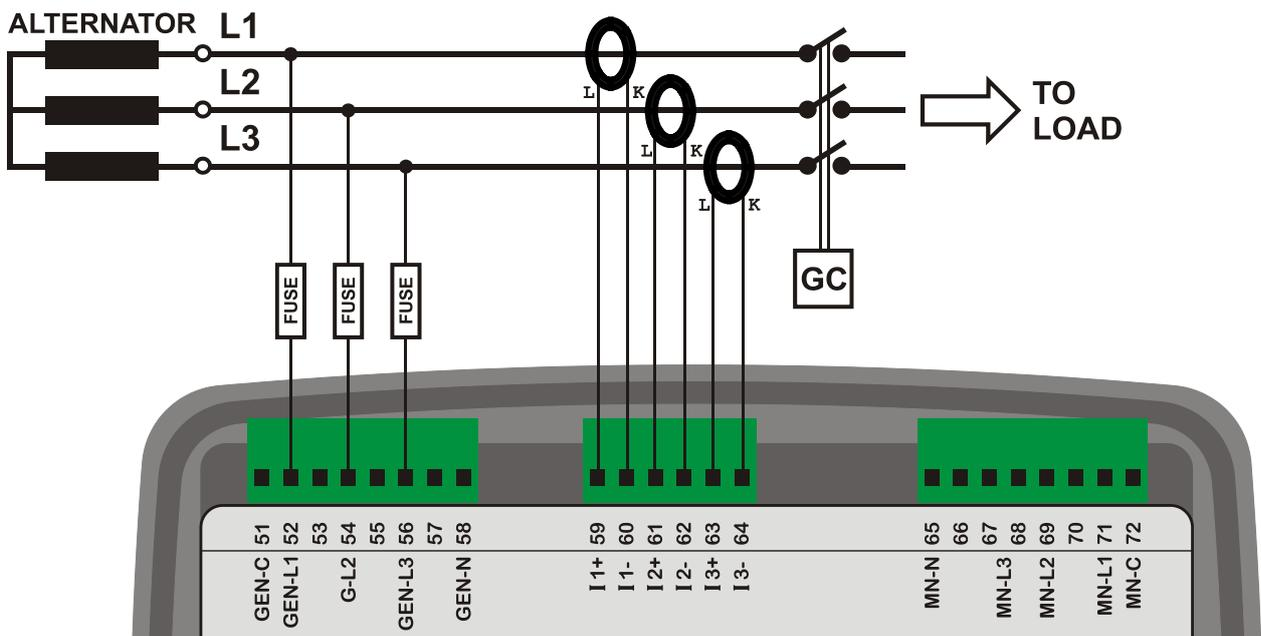 ALTERNATOR
L1
L2
L3
L K
L K
L K
TO
LOAD
FUSE
FUSE
FUSE
GC
51 52 53 54 55 56 57 58
59 60 61 62 63 64
65 66 67 68 69 70 71 72
GEN-C
GEN-L1
G-L2
GEN-L3
GEN-N
I1+
I1-
I2+
I2-
I3+
I3-
MN-N
MN-L3
MN-L2
MN-L1
MN-C